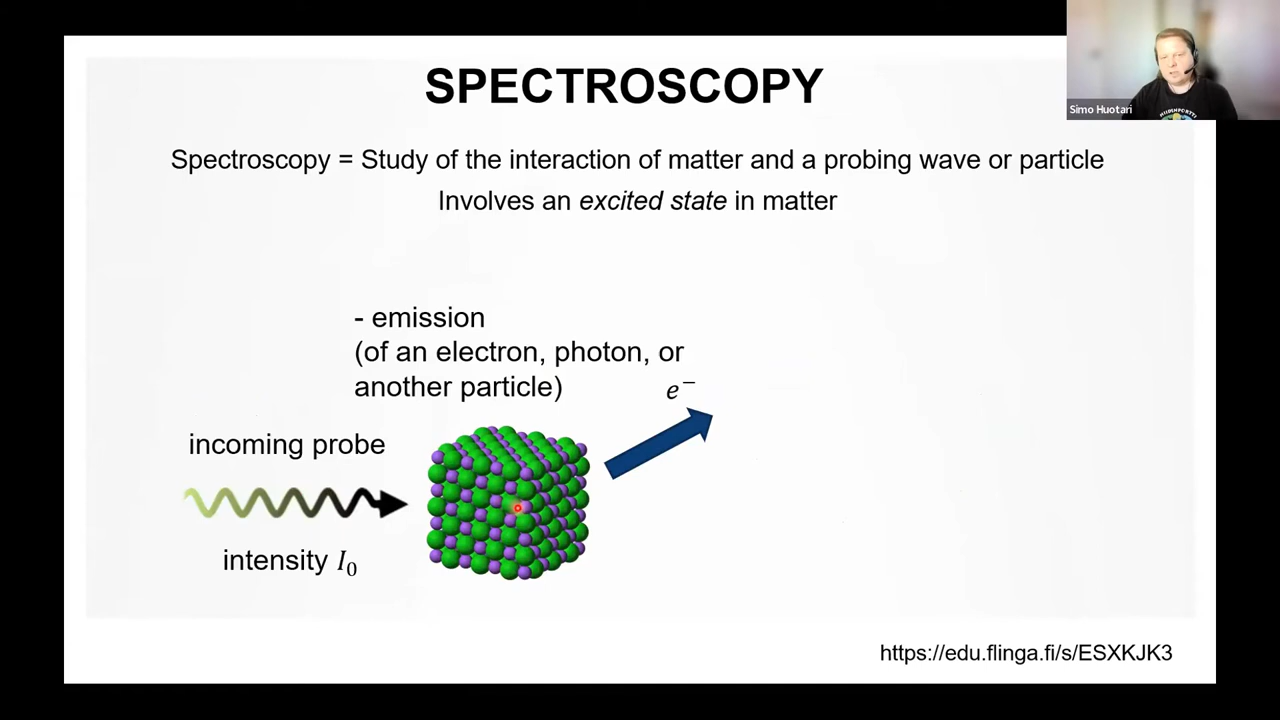 SPECTROSCOPY
Simo Huotari
Spectroscopy = Study of the interaction of matter and a probing wave or particle
Involves an excited state in matter
- emission
(of an electron, photon, or
another particle)
e⁻
incoming probe
intensity I₀
https://edu.flinga.fi/s/ESXKJK3